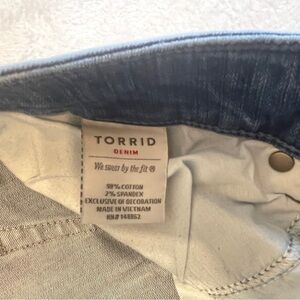 TORRID
DENIM
We swear by the fit ®
98% COTTON
2% SPANDEX
EXCLUSIVE OF DECORATION
MADE IN VIETNAM
RN# 148862